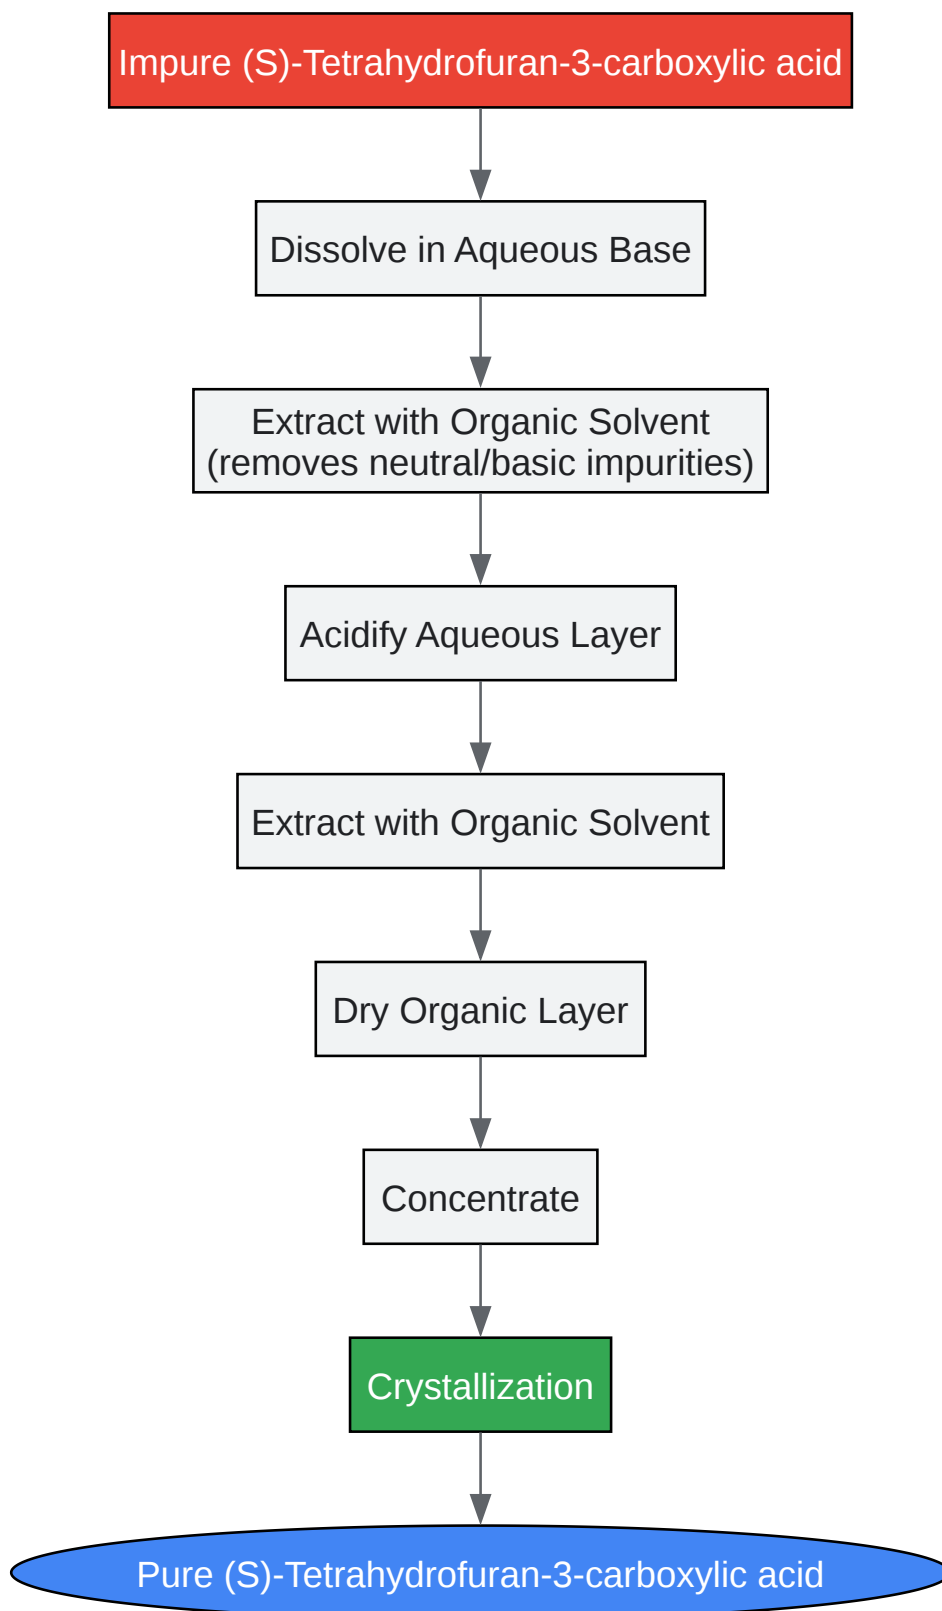 Impure (S)-Tetrahydrofuran-3-carboxylic acid
Dissolve in Aqueous Base
Extract with Organic Solvent
(removes neutral/basic impurities)
Acidify Aqueous Layer
Extract with Organic Solvent
Dry Organic Layer
Concentrate
Crystallization
Pure (S)-Tetrahydrofuran-3-carboxylic acid